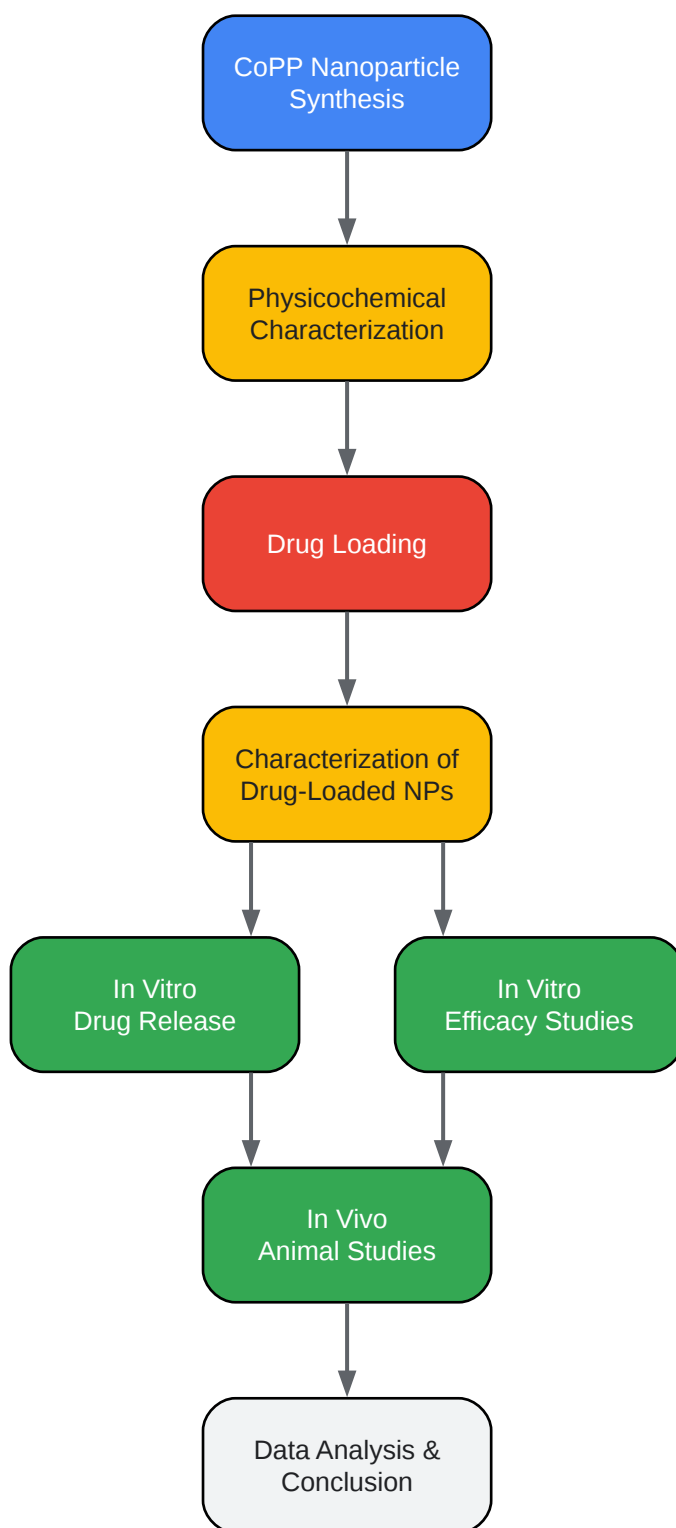 CoPP Nanoparticle
Synthesis
Physicochemical
Characterization
Drug Loading
Characterization of
Drug-Loaded NPs
In Vitro
Drug Release
In Vitro
Efficacy Studies
In Vivo
Animal Studies
Data Analysis &
Conclusion